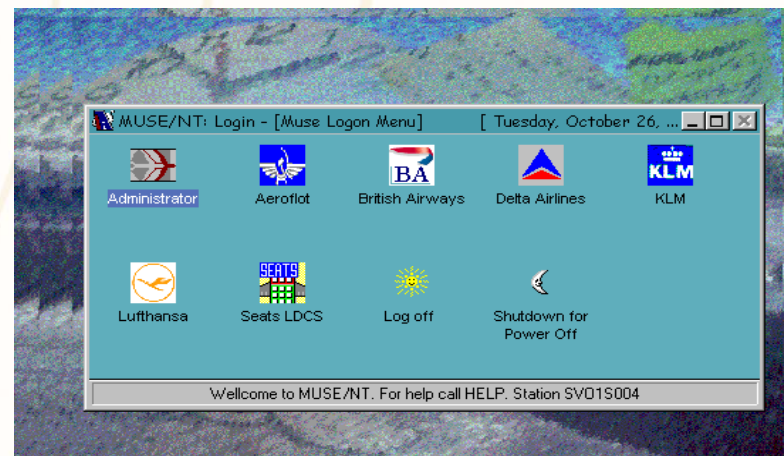 MUSE/NT: Login - [Muse Logon Menu] [ Tuesday, October 26, ...
BA
KLM
Administrator Aeroflot British Airways Delta Airlines KLM
SEATS
Lufthansa Seats LDCS Log off Shutdown for
Power Off
Wellcome to MUSE/NT. For help call HELP. Station SVO1S004